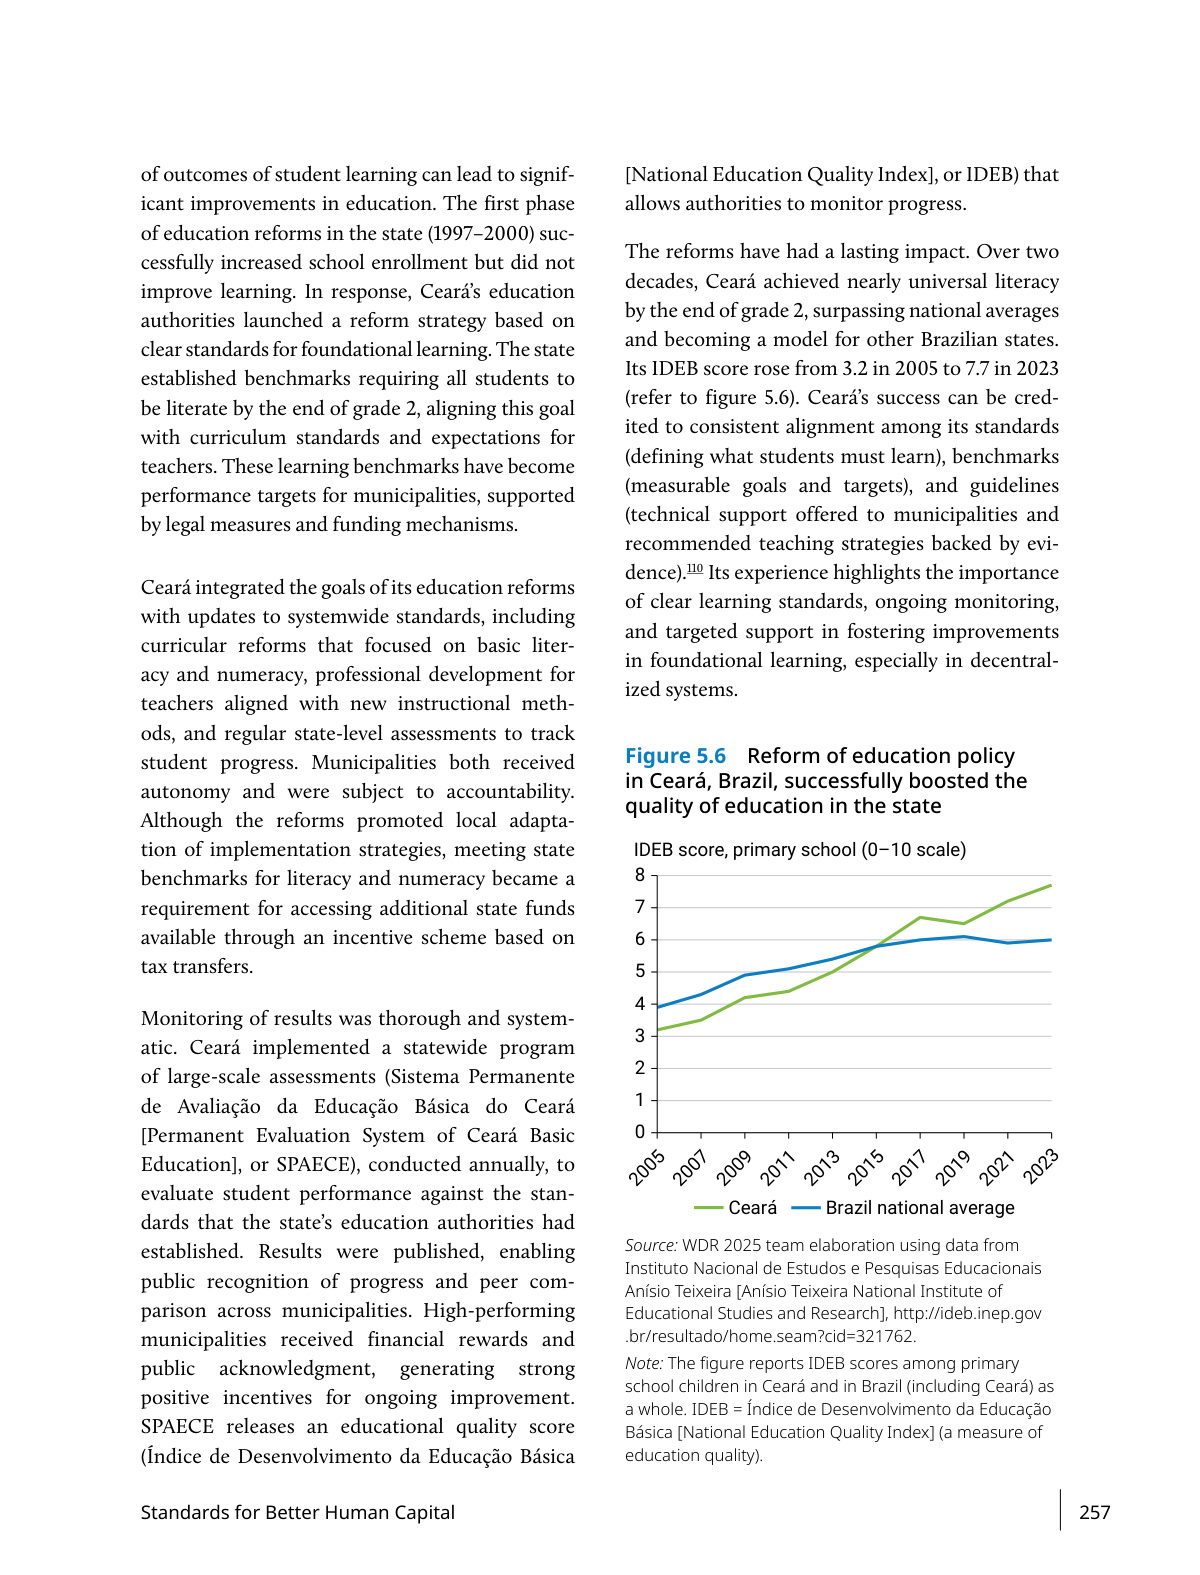 of outcomes of student learning can lead to signif-
icant improvements in education. The first phase
of education reforms in the state (1997–2000) suc-
cessfully increased school enrollment but did not
improve learning. In response, Ceará’s education
authorities launched a reform strategy based on
clear standards for foundational learning. The state
established benchmarks requiring all students to
be literate by the end of grade 2, aligning this goal
with curriculum standards and expectations for
teachers. These learning benchmarks have become
performance targets for municipalities, supported
by legal measures and funding mechanisms.
Ceará integrated the goals of its education reforms
with updates to systemwide standards, including
curricular reforms that focused on basic liter-
acy and numeracy, professional development for
teachers aligned with new instructional meth-
ods, and regular state-level assessments to track
student progress. Municipalities both received
autonomy and were subject to accountability.
Although the reforms promoted local adapta-
tion of implementation strategies, meeting state
benchmarks for literacy and numeracy became a
requirement for accessing additional state funds
available through an incentive scheme based on
tax transfers.
Monitoring of results was thorough and system-
atic. Ceará implemented a statewide program
of large-scale assessments (Sistema Permanente
de Avaliação da Educação Básica do Ceará
[Permanent Evaluation System of Ceará Basic
Education], or SPAECE), conducted annually, to
evaluate student performance against the stan-
dards that the state’s education authorities had
established. Results were published, enabling
public recognition of progress and peer com-
parison across municipalities. High-performing
municipalities received financial rewards and
public acknowledgment, generating strong
positive incentives for ongoing improvement.
SPAECE releases an educational quality score
(Índice de Desenvolvimento da Educação Básica
[National Education Quality Index], or IDEB) that
allows authorities to monitor progress.
The reforms have had a lasting impact. Over two
decades, Ceará achieved nearly universal literacy
by the end of grade 2, surpassing national averages
and becoming a model for other Brazilian states.
Its IDEB score rose from 3.2 in 2005 to 7.7 in 2023
(refer to figure 5.6). Ceará’s success can be cred-
ited to consistent alignment among its standards
(defining what students must learn), benchmarks
(measurable goals and targets), and guidelines
(technical support offered to municipalities and
recommended teaching strategies backed by evi-
dence).110 Its experience highlights the importance
of clear learning standards, ongoing monitoring,
and targeted support in fostering improvements
in foundational learning, especially in decentral-
ized systems.
Figure 5.6 Reform of education policy
in Ceará, Brazil, successfully boosted the
quality of education in the state
IDEB score, primary school (0–10 scale)
8
7
6
5
4
3
2
1
0
2005 2007 2009 2011 2013 2015 2017 2019 2021 2023
Ceará Brazil national average
Source: WDR 2025 team elaboration using data from
Instituto Nacional de Estudos e Pesquisas Educacionais
Anísio Teixeira [Anísio Teixeira National Institute of
Educational Studies and Research], http://ideb.inep.gov
.br/resultado/home.seam?cid=321762.
Note: The figure reports IDEB scores among primary
school children in Ceará and in Brazil (including Ceará) as
a whole. IDEB = Índice de Desenvolvimento da Educação
Básica [National Education Quality Index] (a measure of
education quality).
Standards for Better Human Capital
257